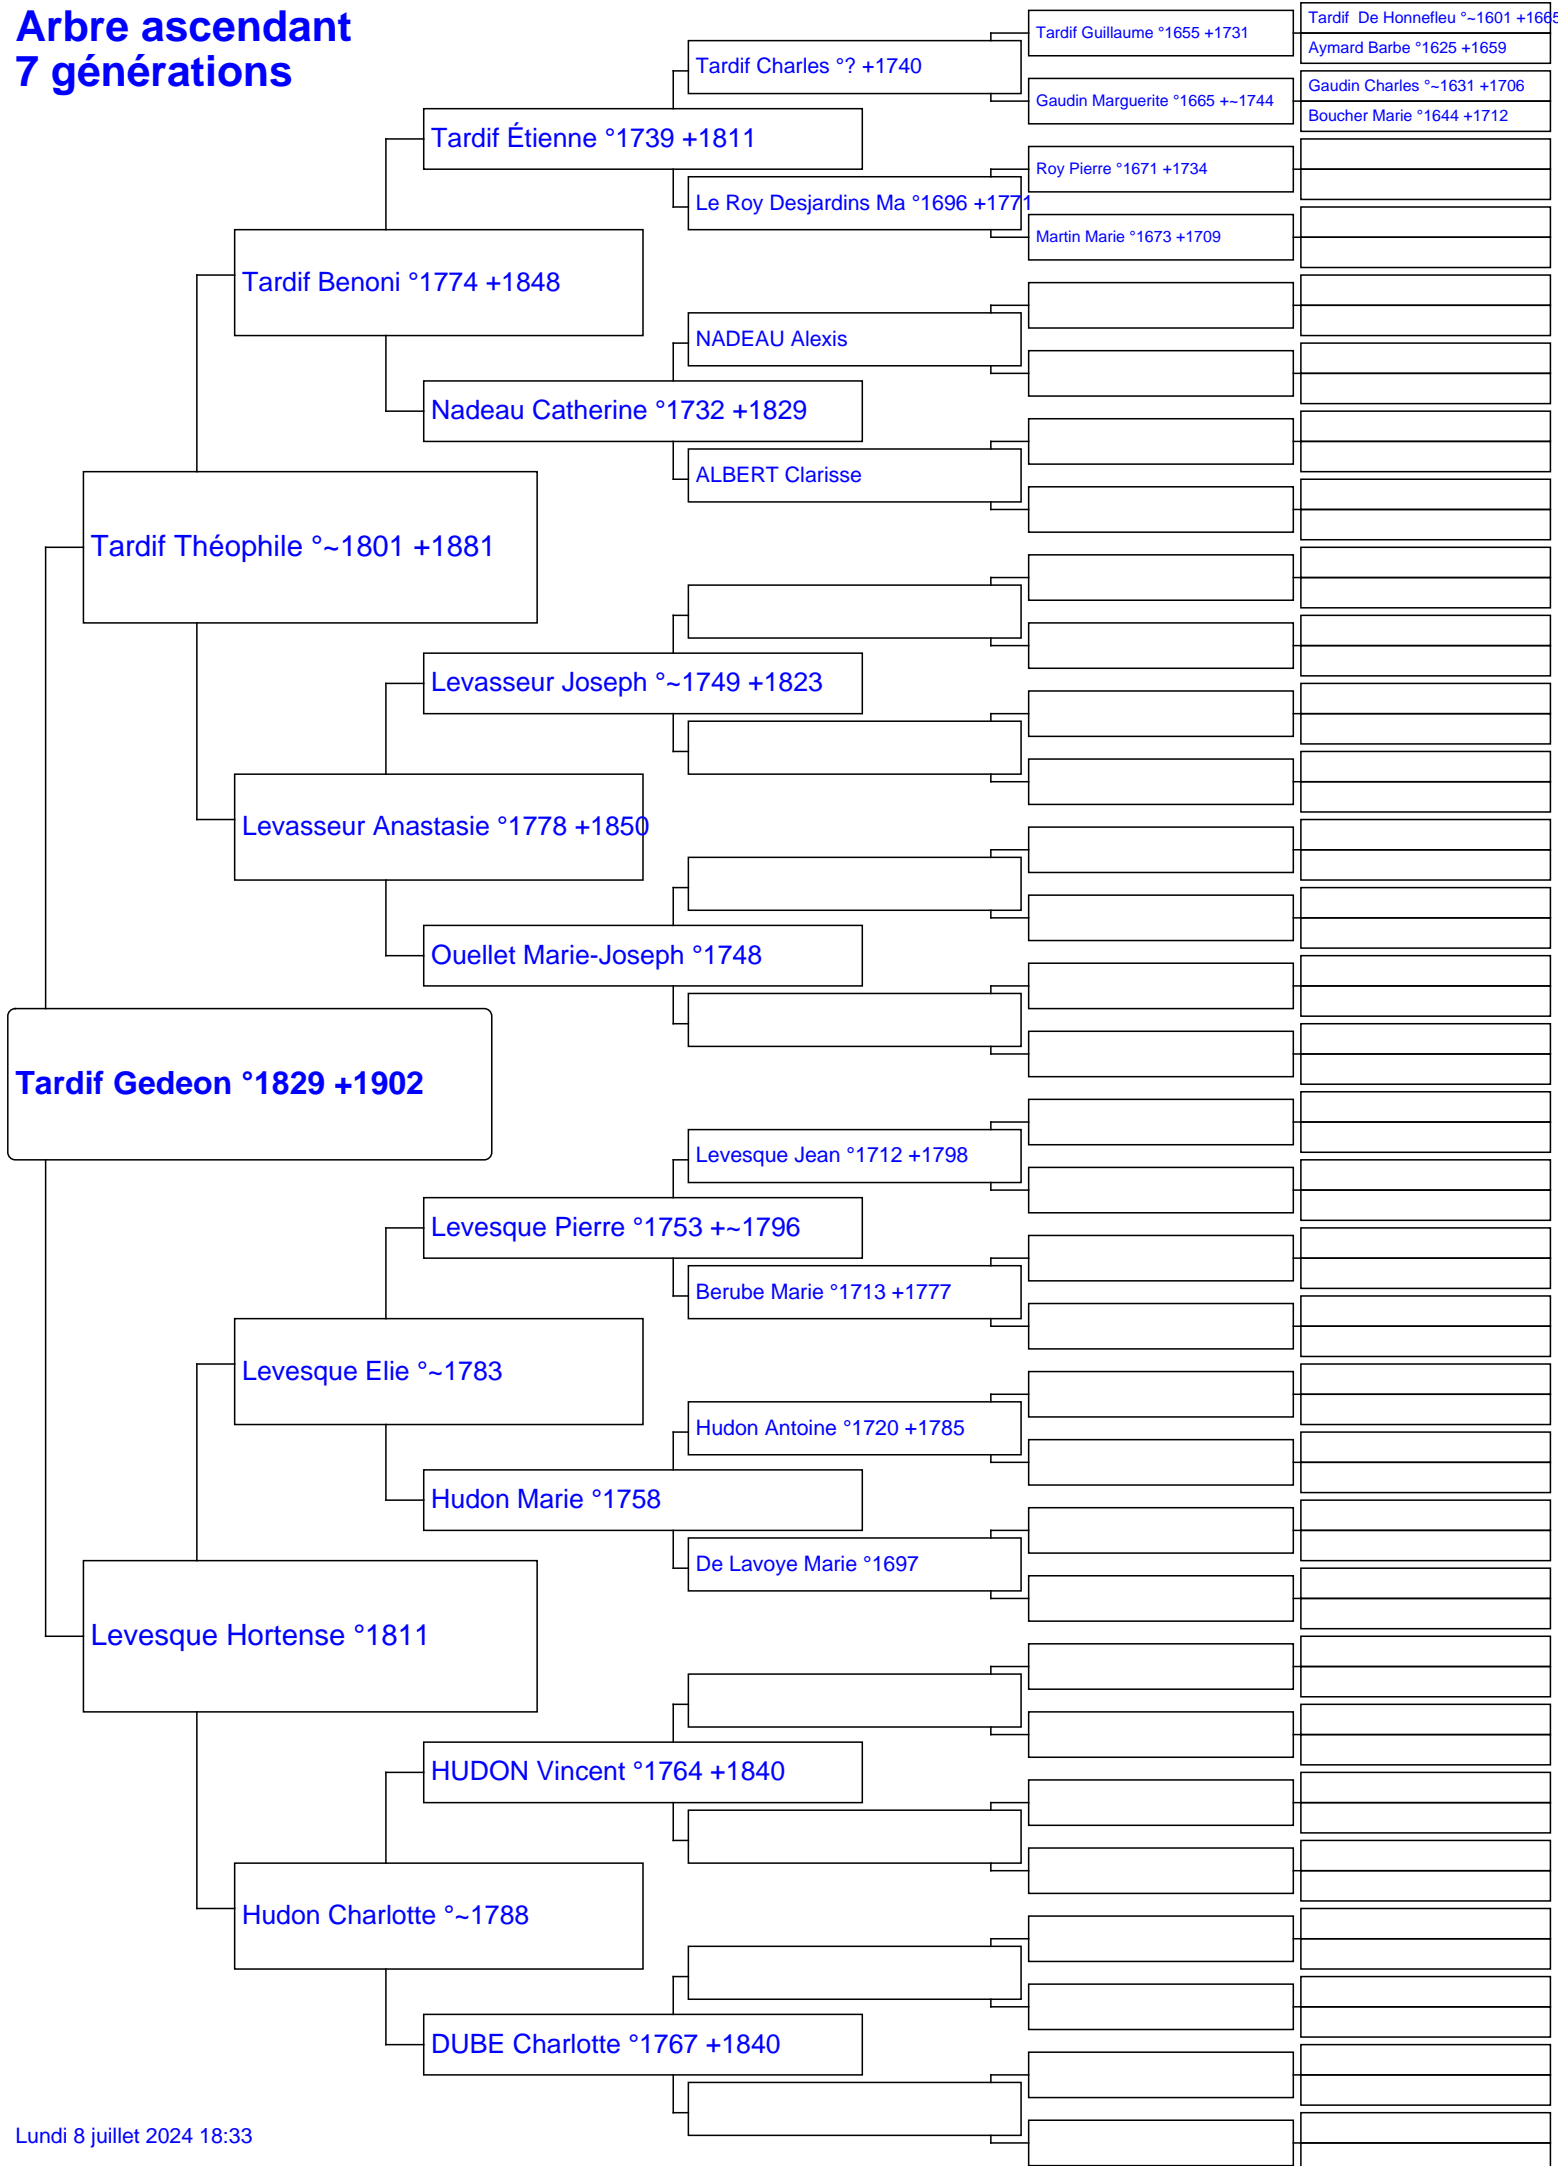 Arbre ascendant
7 générations
Tardif  De Honnefleu °~1601 +1665
Tardif Guillaume °1655 +1731
Aymard Barbe °1625 +1659
Tardif Charles °? +1740
Gaudin Charles °~1631 +1706
Gaudin Marguerite °1665 +~1744
Boucher Marie °1644 +1712
Tardif Étienne °1739 +1811
Roy Pierre °1671 +1734
Le Roy Desjardins Ma °1696 +1771
Martin Marie °1673 +1709
Tardif Benoni °1774 +1848
NADEAU Alexis
Nadeau Catherine °1732 +1829
ALBERT Clarisse
Tardif Théophile °~1801 +1881
Levasseur Joseph °~1749 +1823
Levasseur Anastasie °1778 +1850
Ouellet Marie-Joseph °1748
Tardif Gedeon °1829 +1902
Levesque Jean °1712 +1798
Levesque Pierre °1753 +~1796
Berube Marie °1713 +1777
Levesque Elie °~1783
Hudon Antoine °1720 +1785
Hudon Marie °1758
De Lavoye Marie °1697
Levesque Hortense °1811
HUDON Vincent °1764 +1840
Hudon Charlotte °~1788
DUBE Charlotte °1767 +1840
Lundi 8 juillet 2024 18:33